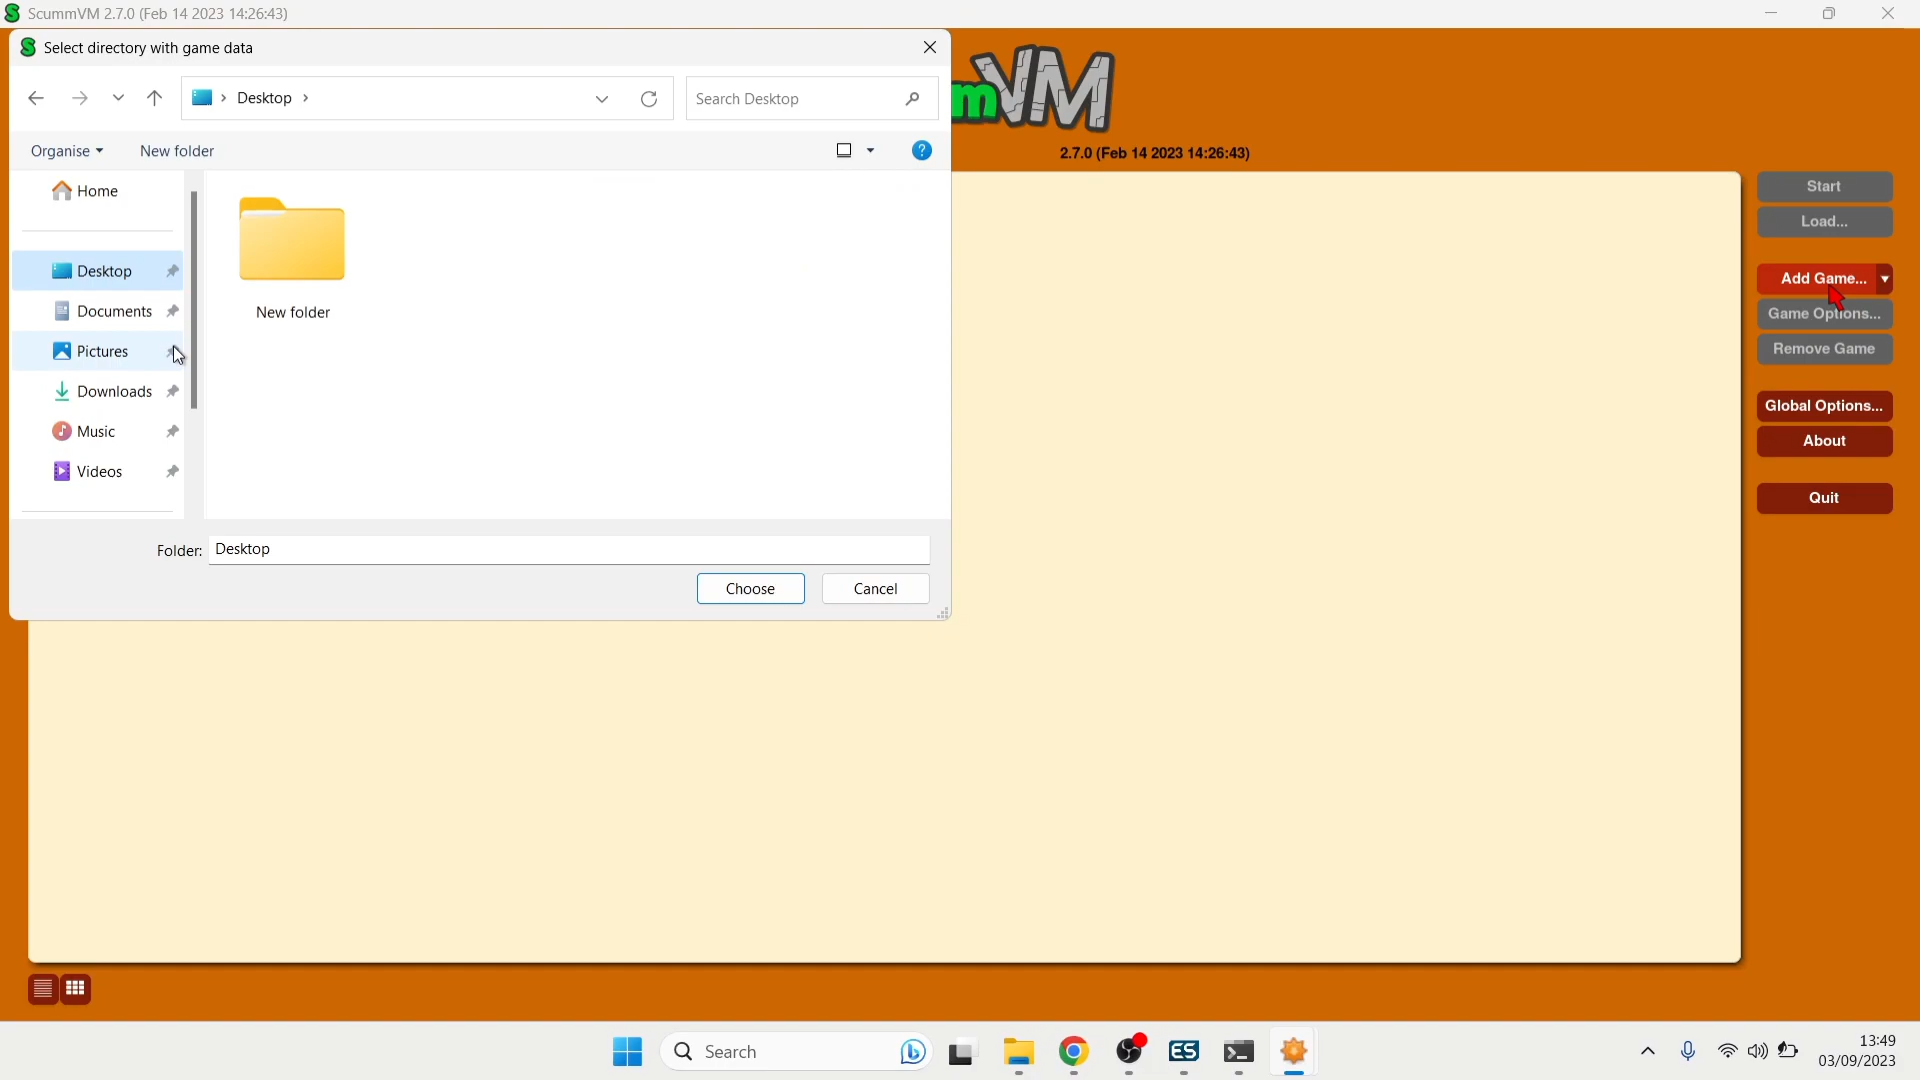 ScummVM 2.7.0 (Feb 14 2023 14:26:43)
Select directory with game data
Desktop
Search Desktop
Organise
New folder
Home
Desktop
Documents
Pictures
Downloads
Music
Videos
New folder
Folder: Desktop
Choose Cancel
mVM
2.7.0 (Feb 14 2023 14:26:43)
Start
Load...
Add Game...
Game Options...
Remove Game
Global Options...
About
Quit
Search
ES
13:49
03/09/2023